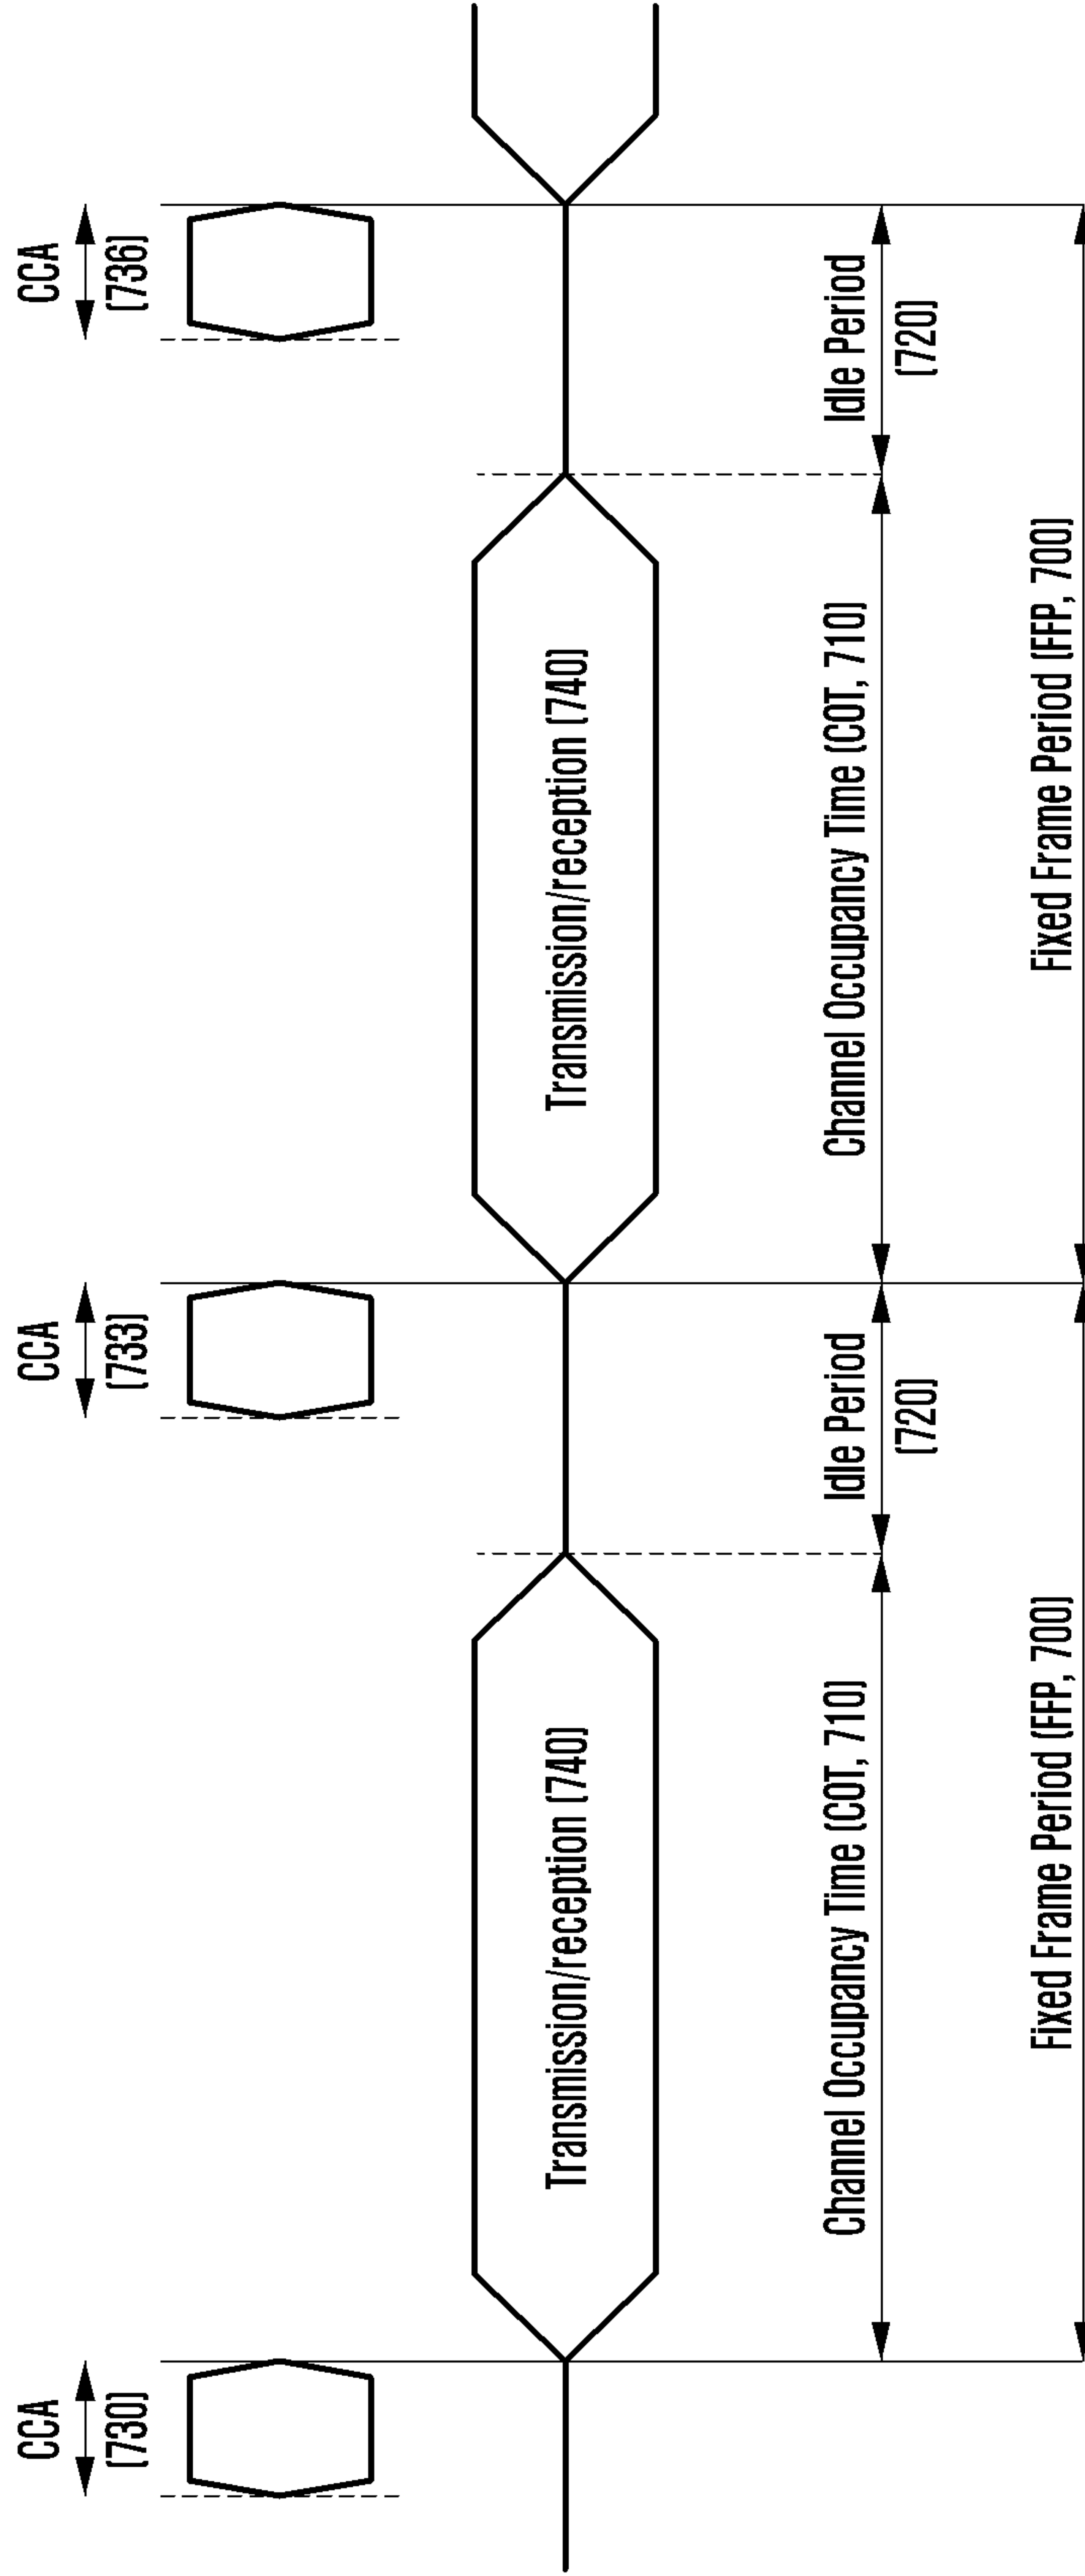 CCA
(730)
CCA
(733)
CCA
(736)
Transmission/reception (740)
Transmission/reception (740)
Channel Occupancy Time (COT, 710)
Idle Period
(720)
Channel Occupancy Time (COT, 710)
Idle Period
(720)
Fixed Frame Period (FFP, 700)
Fixed Frame Period (FFP, 700)